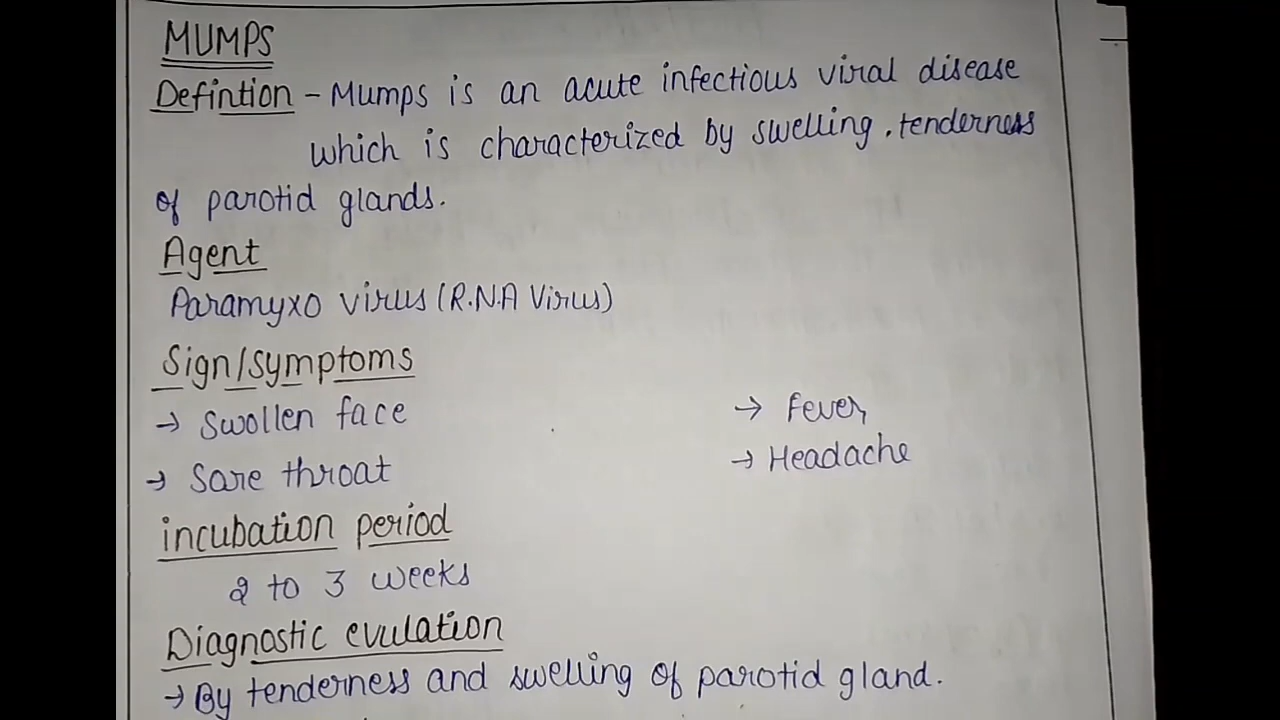 MUMPS
Defintion - Mumps is an acute infectious viral disease
which is characterized by swelling, tenderness
of parotid glands.
Agent
Paramyxo virus (R.N.A Virus)
Sign/symptoms
→ Swollen face → Fever,
→ Sore throat → Headache
incubation period
2 to 3 weeks
Diagnostic evulation
→ By tenderness and swelling of parotid gland.